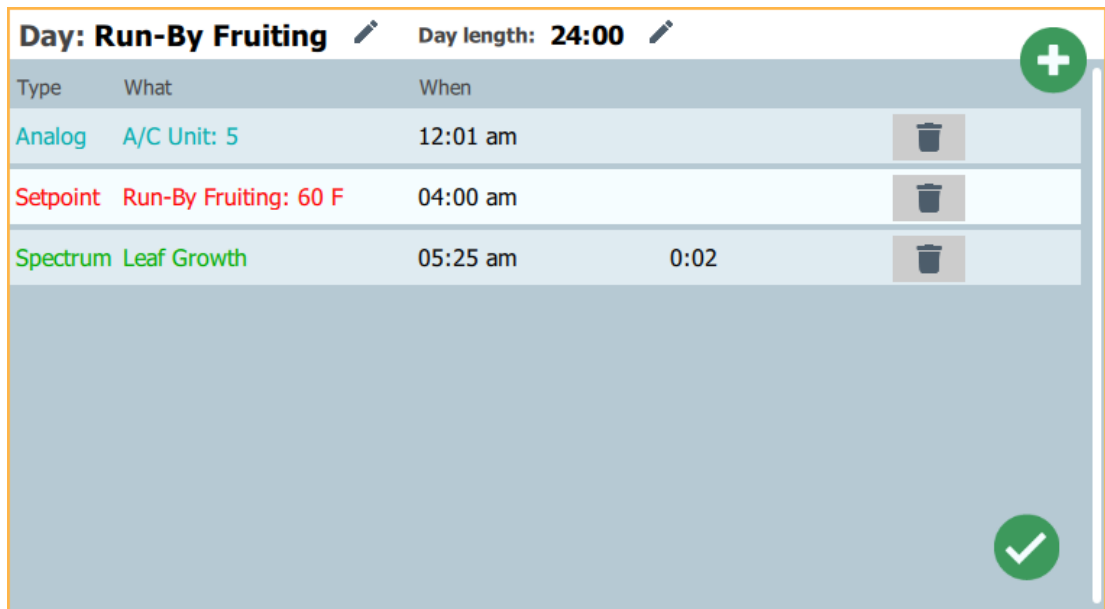 Day: Run-By Fruiting Day length: 24:00
Type What When
Analog A/C Unit: 5 12:01 am
Setpoint Run-By Fruiting: 60 F 04:00 am
Spectrum Leaf Growth 05:25 am 0:02